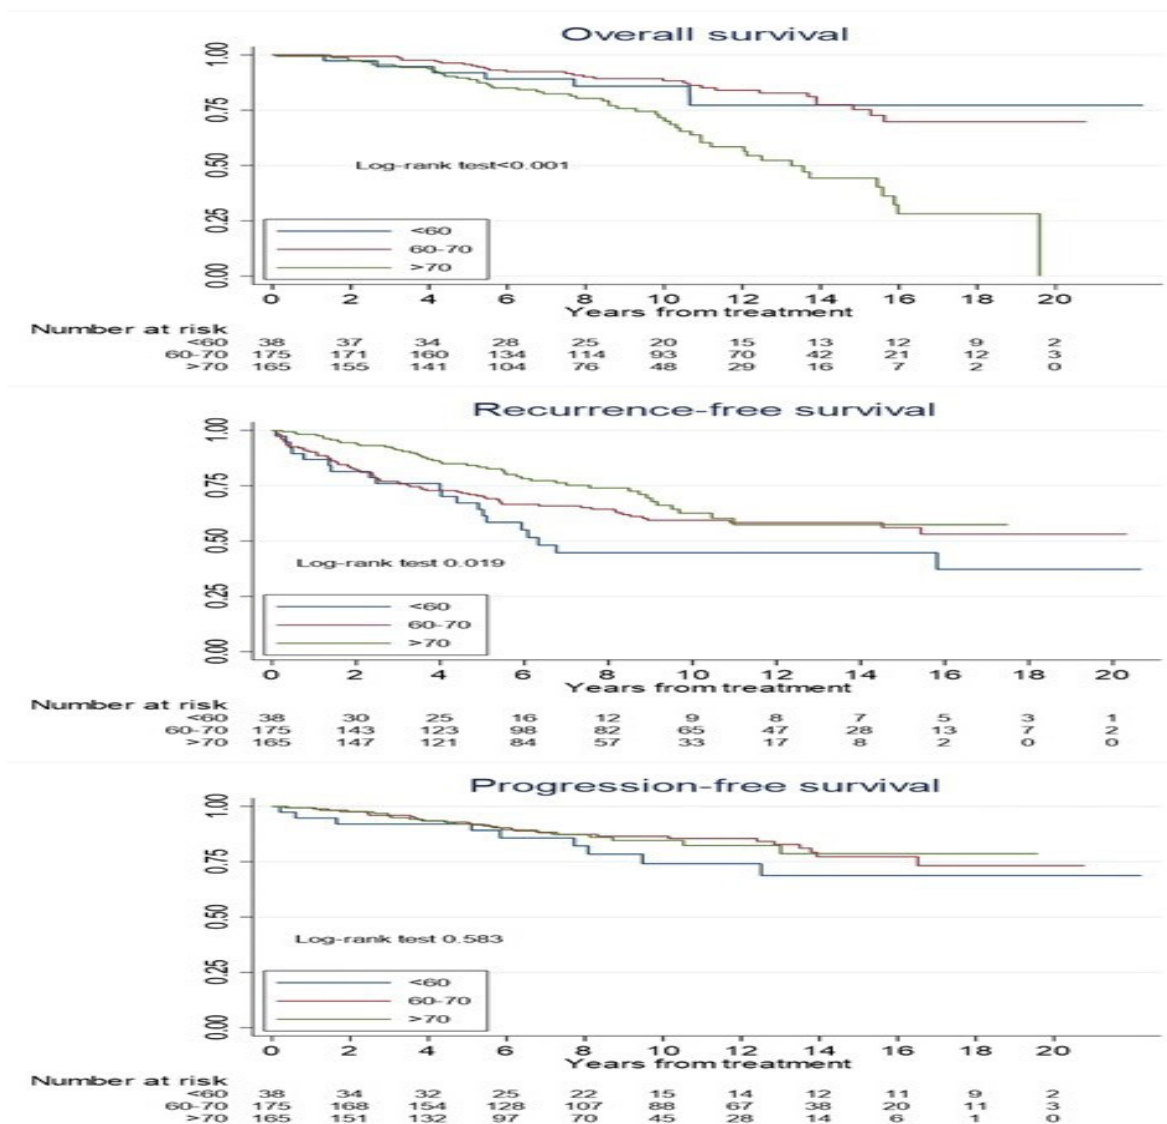 Overall survival
1.00
0.75
0.50
0.25
0.00
Log-rank test<0.001
<60
60-70
>70
0 2 4 6 8 10 12 14 16 18 20
Years from treatment
Number at risk
<60 38 37 34 28 25 20 15 13 12 9 2
60-70 175 171 160 134 114 93 70 42 21 12 3
>70 165 155 141 104 76 48 29 16 7 2 0
Recurrence-free survival
1.00
0.75
0.50
0.25
0.00
Log-rank test 0.019
<60
60-70
>70
0 2 4 6 8 10 12 14 16 18 20
Years from treatment
Number at risk
<60 38 30 25 16 12 9 8 7 5 3 1
60-70 175 143 123 98 82 65 47 28 13 7 2
>70 165 147 121 84 57 33 17 8 2 0 0
Progression-free survival
1.00
0.75
0.50
0.25
0.00
Log-rank test 0.583
<60
60-70
>70
0 2 4 6 8 10 12 14 16 18 20
Years from treatment
Number at risk
<60 38 34 32 25 22 15 14 12 11 9 2
60-70 175 168 154 128 107 88 67 38 20 11 3
>70 165 151 132 97 70 45 28 14 6 1 0